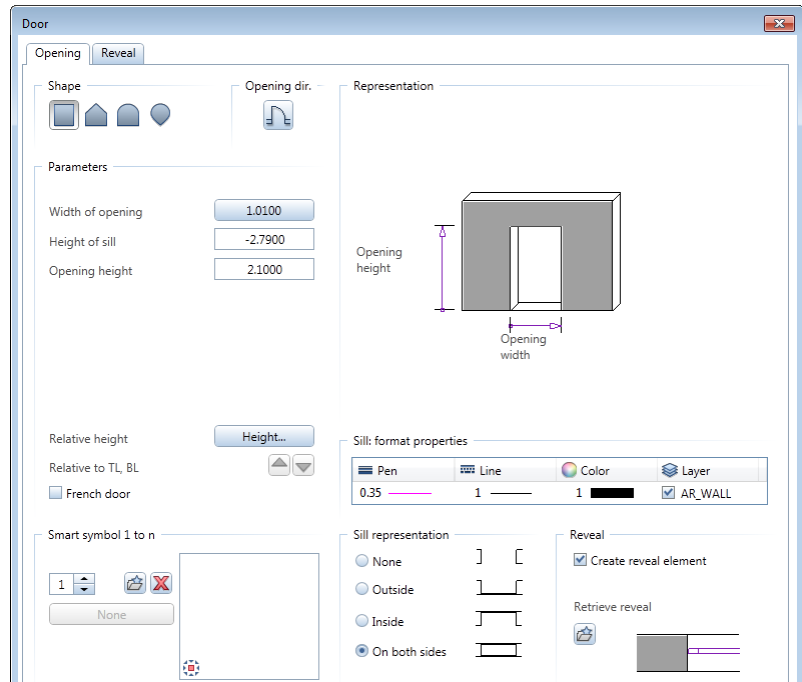 Door
Opening
Reveal
Shape
Opening dir.
Representation
Parameters
Width of opening 1.0100
Height of sill -2.7900
Opening height 2.1000
Opening
height
Opening
width
Relative height Height...
Relative to TL, BL
French door
Sill: format properties
Pen Line Color Layer
0.35 1 1 AR_WALL
Smart symbol 1 to n
1
None
Sill representation
None
Outside
Inside
On both sides
Reveal
Create reveal element
Retrieve reveal